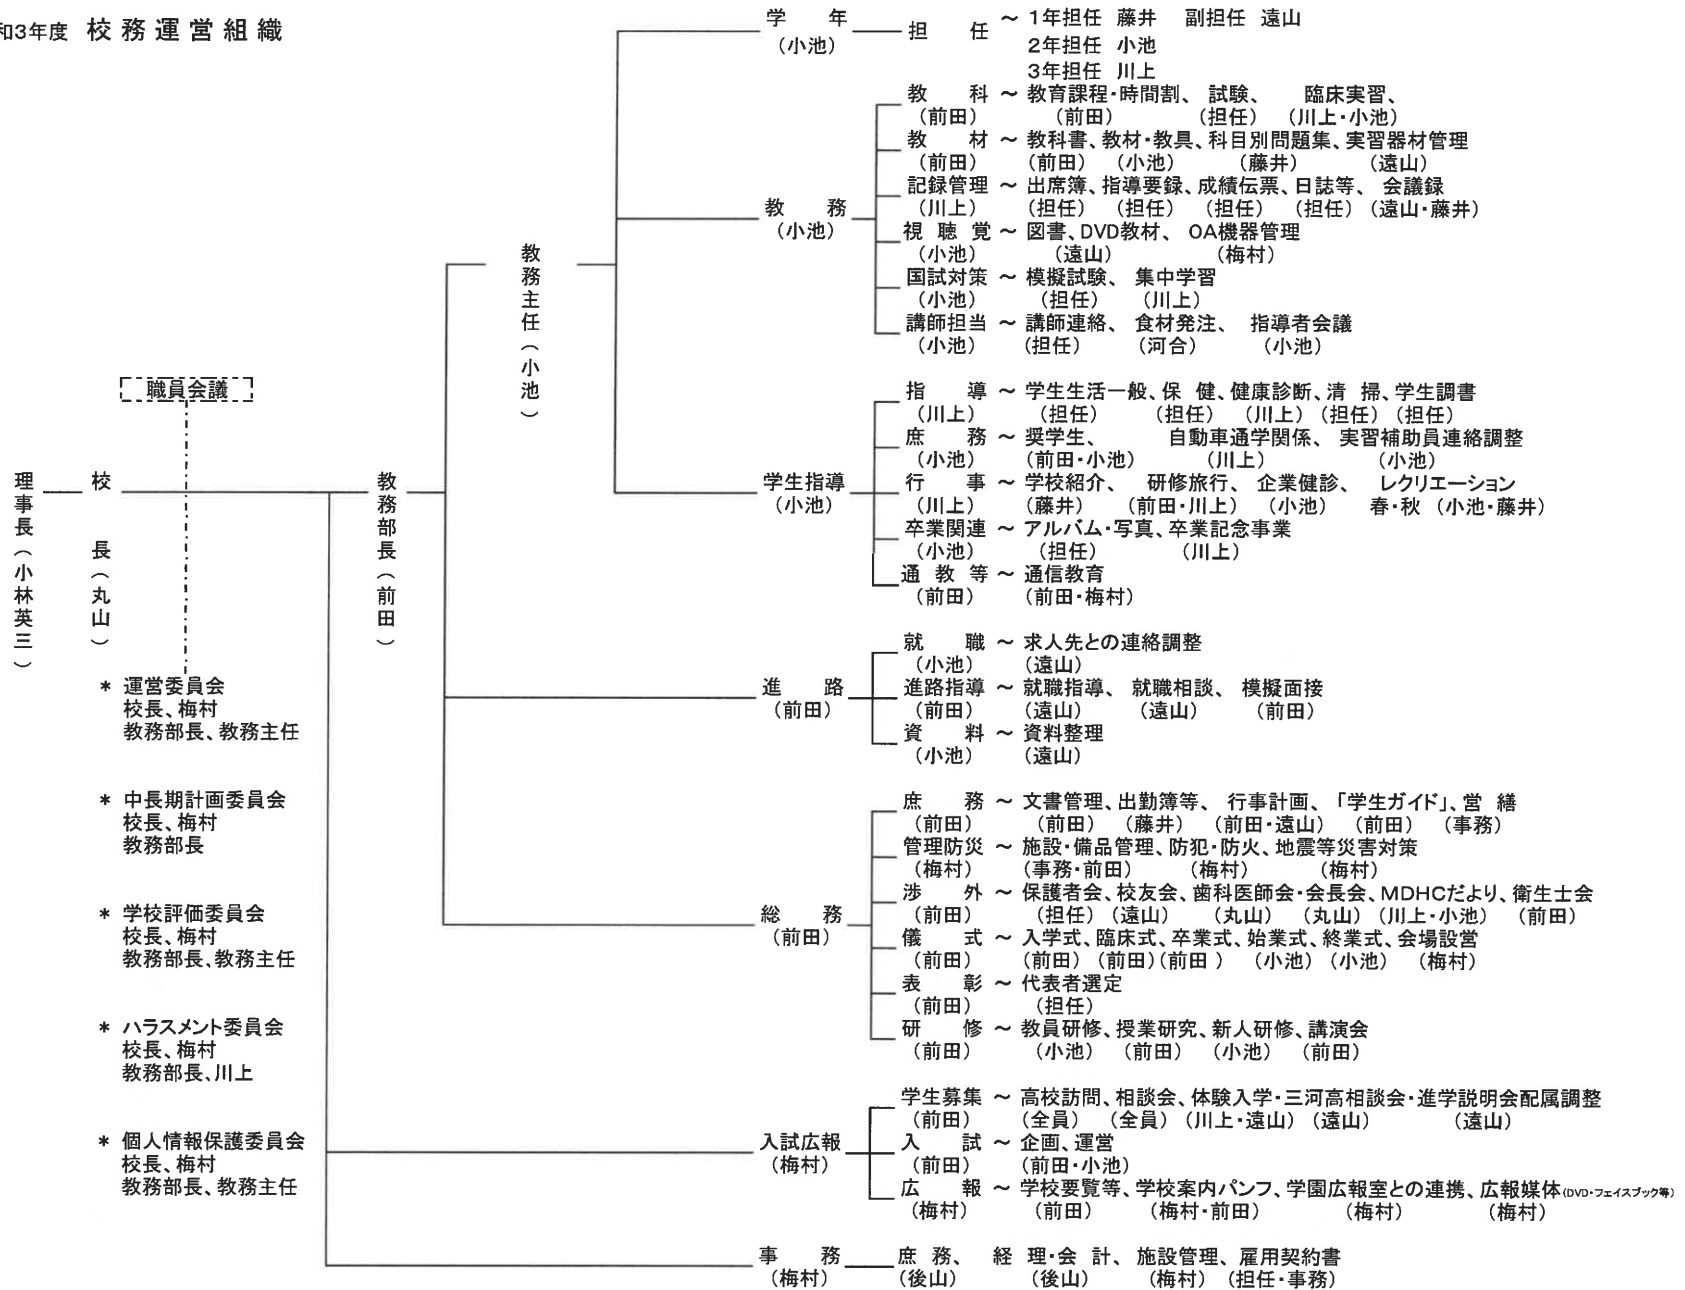 和3年度 校務運営組織
理事長(小林英三)
校長(丸山)
職員会議
* 運営委員会
校長、梅村
教務部長、教務主任
* 中長期計画委員会
校長、梅村
教務部長
* 学校評価委員会
校長、梅村
教務部長、教務主任
* ハラスメント委員会
校長、梅村
教務部長、川上
* 個人情報保護委員会
校長、梅村
教務部長、教務主任
教務部長(前田)
教務主任(小池)
学年
(小池)
担任 ~ 1年担任 藤井 副担任 遠山
2年担任 小池
3年担任 川上
教務
(小池)
教科 ~ 教育課程・時間割、 試験、 臨床実習、
(前田) (前田) (担任) (川上・小池)
教材 ~ 教科書、教材・教具、科目別問題集、実習器材管理
(前田) (前田) (小池) (藤井) (遠山)
記録管理 ~ 出席簿、指導要録、成績伝票、日誌等、 会議録
(川上) (担任) (担任) (担任) (担任) (遠山・藤井)
視聴覚 ~ 図書、DVD教材、 OA機器管理
(小池) (遠山) (梅村)
国試対策 ~ 模擬試験、 集中学習
(小池) (担任) (川上)
講師担当 ~ 講師連絡、 食材発注、 指導者会議
(小池) (担任) (河合) (小池)
学生指導
(小池)
指導 ~ 学生生活一般、保健、健康診断、清掃、学生調書
(川上) (担任) (担任) (川上) (担任) (担任)
庶務 ~ 奨学生、 自動車通学関係、 実習補助員連絡調整
(小池) (前田・小池) (川上) (小池)
行事 ~ 学校紹介、 研修旅行、 企業健診、 レクリエーション
(川上) (藤井) (前田・川上) (小池) 春・秋 (小池・藤井)
卒業関連 ~ アルバム・写真、卒業記念事業
(小池) (担任) (川上)
通教等 ~ 通信教育
(前田) (前田・梅村)
進路
(前田)
就職 ~ 求人先との連絡調整
(小池) (遠山)
進路指導 ~ 就職指導、 就職相談、 模擬面接
(前田) (遠山) (遠山) (前田)
資料 ~ 資料整理
(小池) (遠山)
総務
(前田)
庶務 ~ 文書管理、出勤簿等、 行事計画、 「学生ガイド」、営繕
(前田) (前田) (藤井) (前田・遠山) (前田) (事務)
管理防災 ~ 施設・備品管理、防犯・防火、地震等災害対策
(梅村) (事務・前田) (梅村) (梅村)
渉外 ~ 保護者会、校友会、歯科医師会・会長会、MDHCだより、衛生士会
(前田) (担任) (遠山) (丸山) (丸山) (川上・小池) (前田)
儀式 ~ 入学式、臨床式、卒業式、始業式、終業式、会場設営
(前田) (前田) (前田) (前田) (小池) (小池) (梅村)
表彰 ~ 代表者選定
(前田) (担任)
研修 ~ 教員研修、授業研究、新人研修、講演会
(前田) (小池) (前田) (小池) (前田)
入試広報
(梅村)
学生募集 ~ 高校訪問、相談会、体験入学・三河高相談会・進学説明会配属調整
(前田) (全員) (全員) (川上・遠山) (遠山) (遠山)
入試 ~ 企画、運営
(前田) (前田・小池)
広報 ~ 学校要覧等、学校案内パンフ、学園広報室との連携、広報媒体(DVD・フェイスブック等)
(梅村) (前田) (梅村・前田) (梅村) (梅村)
事務
(梅村)
庶務、 経理・会計、 施設管理、 雇用契約書
(後山) (後山) (梅村) (担任・事務)